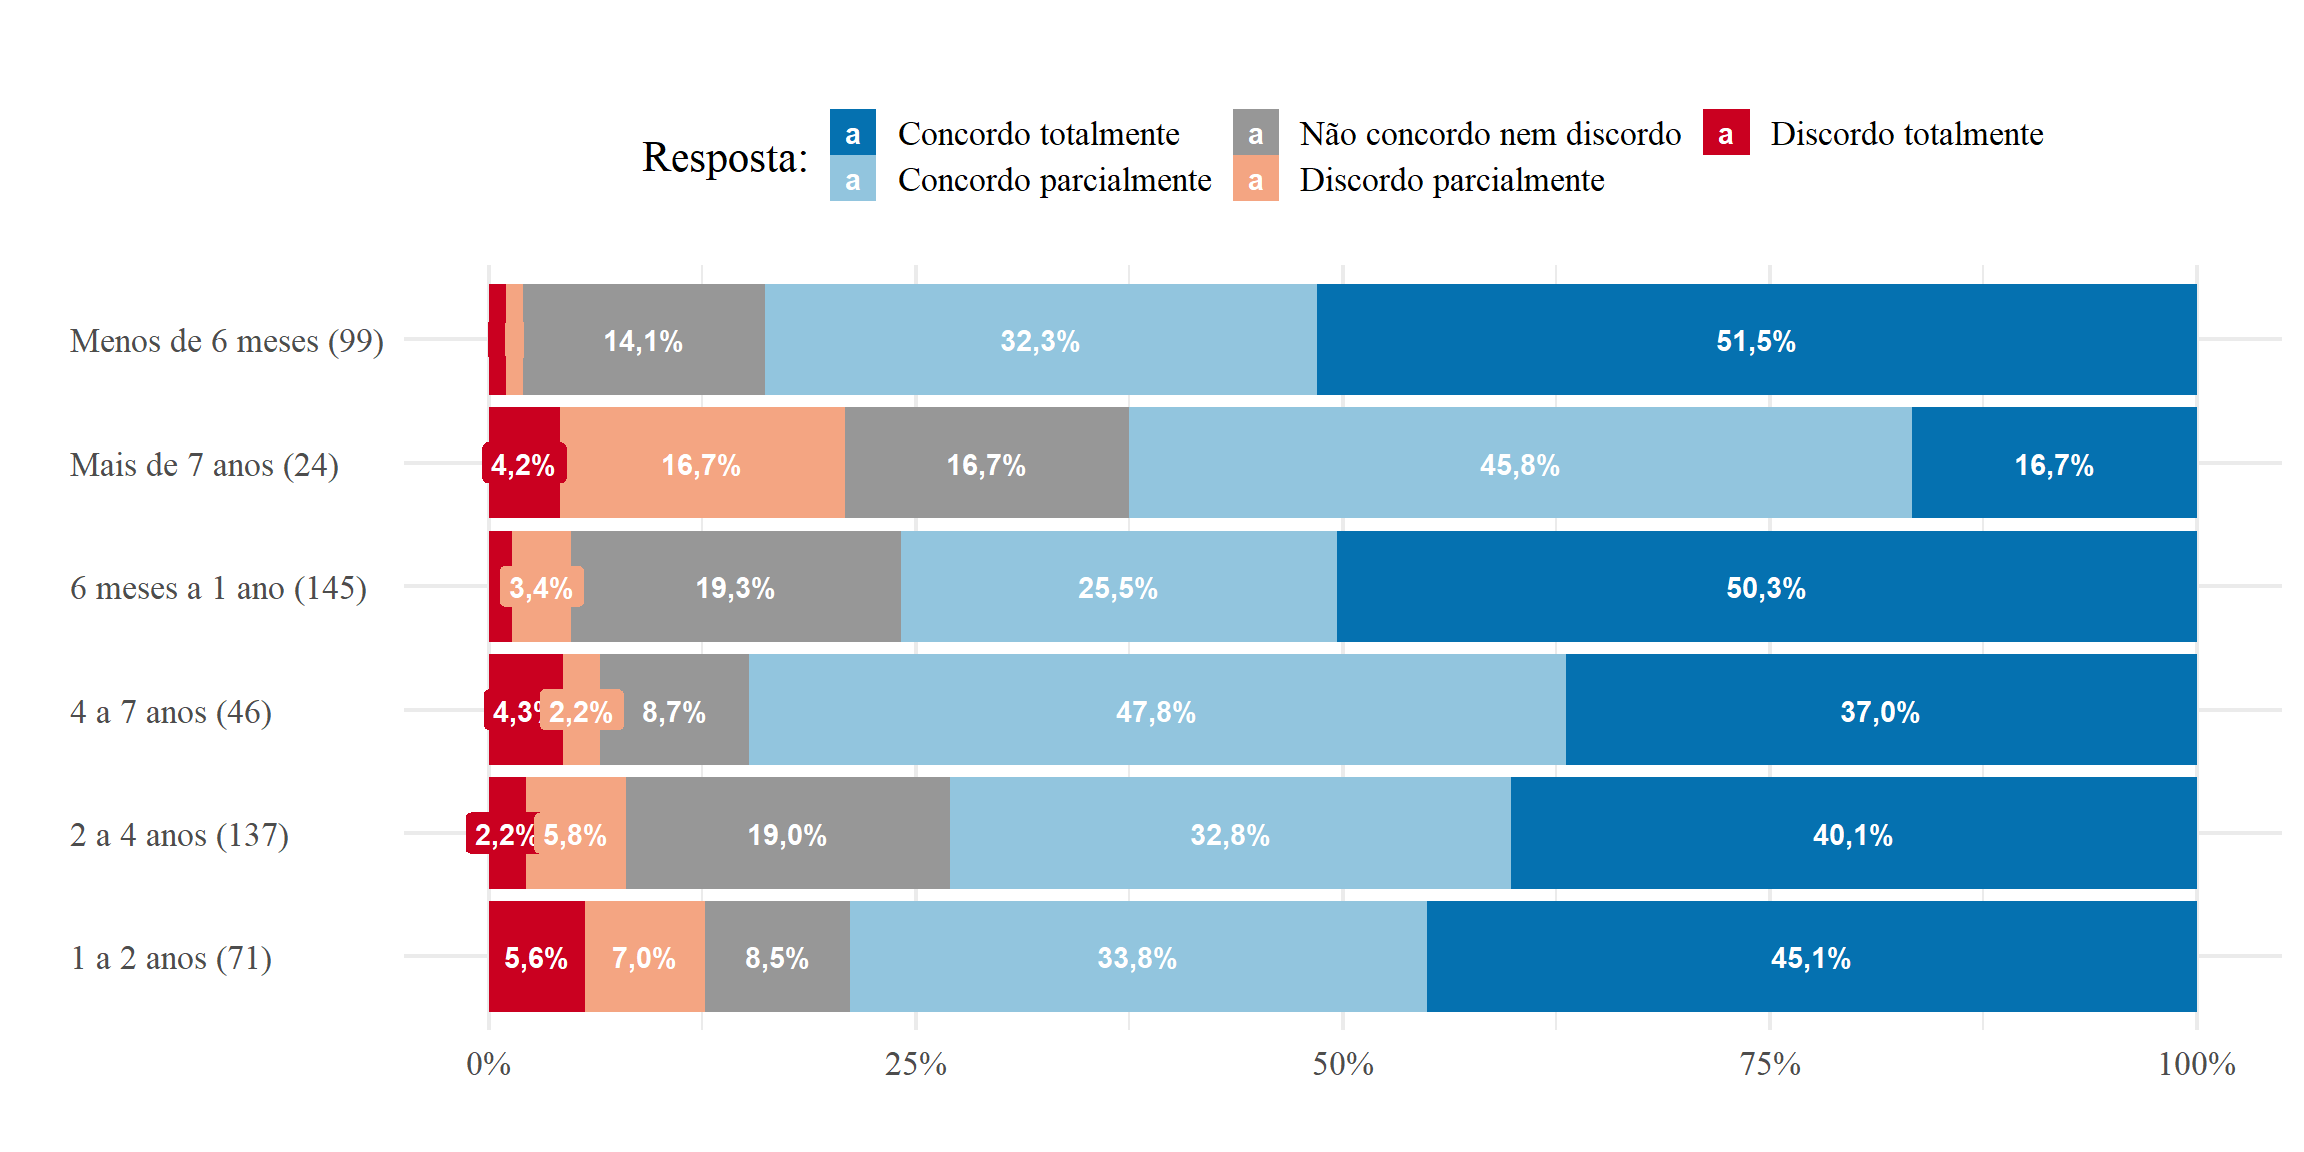 Resposta:
a Concordo totalmente
a Concordo parcialmente
a Não concordo nem discordo
a Discordo parcialmente
a Discordo totalmente
Menos de 6 meses (99) 14,1% 32,3% 51,5%
Mais de 7 anos (24) 4,2% 16,7% 16,7% 45,8% 16,7%
6 meses a 1 ano (145) 3,4% 19,3% 25,5% 50,3%
4 a 7 anos (46) 4,3% 2,2% 8,7% 47,8% 37,0%
2 a 4 anos (137) 2,2% 5,8% 19,0% 32,8% 40,1%
1 a 2 anos (71) 5,6% 7,0% 8,5% 33,8% 45,1%
0% 25% 50% 75% 100%